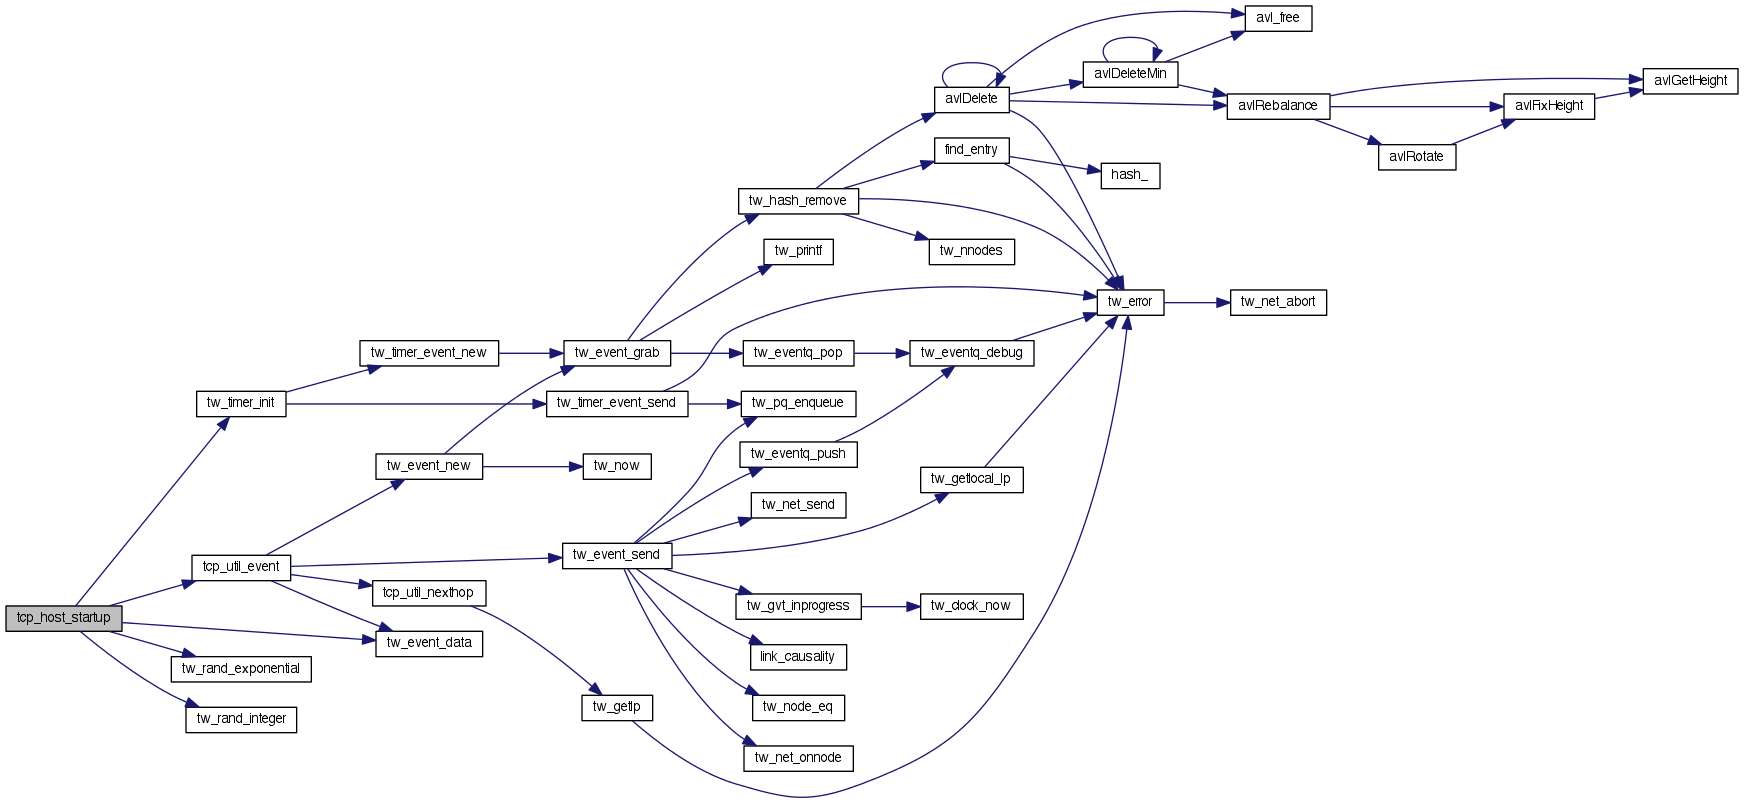 avl_free
avlDeleteMin
avlGetHeight
avlDelete
avlRebalance
avlFixHeight
find_entry
avlRotate
hash_
tw_hash_remove
tw_printf
tw_nnodes
tw_error
tw_net_abort
tw_timer_event_new
tw_event_grab
tw_eventq_pop
tw_eventq_debug
tw_timer_init
tw_timer_event_send
tw_pq_enqueue
tw_event_new
tw_now
tw_eventq_push
tw_getlocal_lp
tw_net_send
tcp_util_event
tw_event_send
tcp_util_nexthop
tw_gvt_inprogress
tw_clock_now
tcp_host_startup
tw_event_data
link_causality
tw_rand_exponential
tw_getlp
tw_node_eq
tw_rand_integer
tw_net_onnode